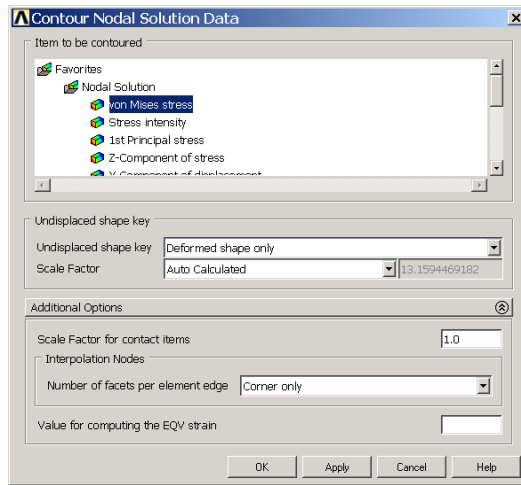 Contour Nodal Solution Data
Item to be contoured
Favorites
Nodal Solution
von Mises stress
Stress intensity
1st Principal stress
Z-Component of stress
Y-Component of displacement
Undisplaced shape key
Undisplaced shape key Deformed shape only
Scale Factor Auto Calculated 13.1594469182
Additional Options
Scale Factor for contact items 1.0
Interpolation Nodes
Number of facets per element edge Corner only
Value for computing the EQV strain
OK Apply Cancel Help